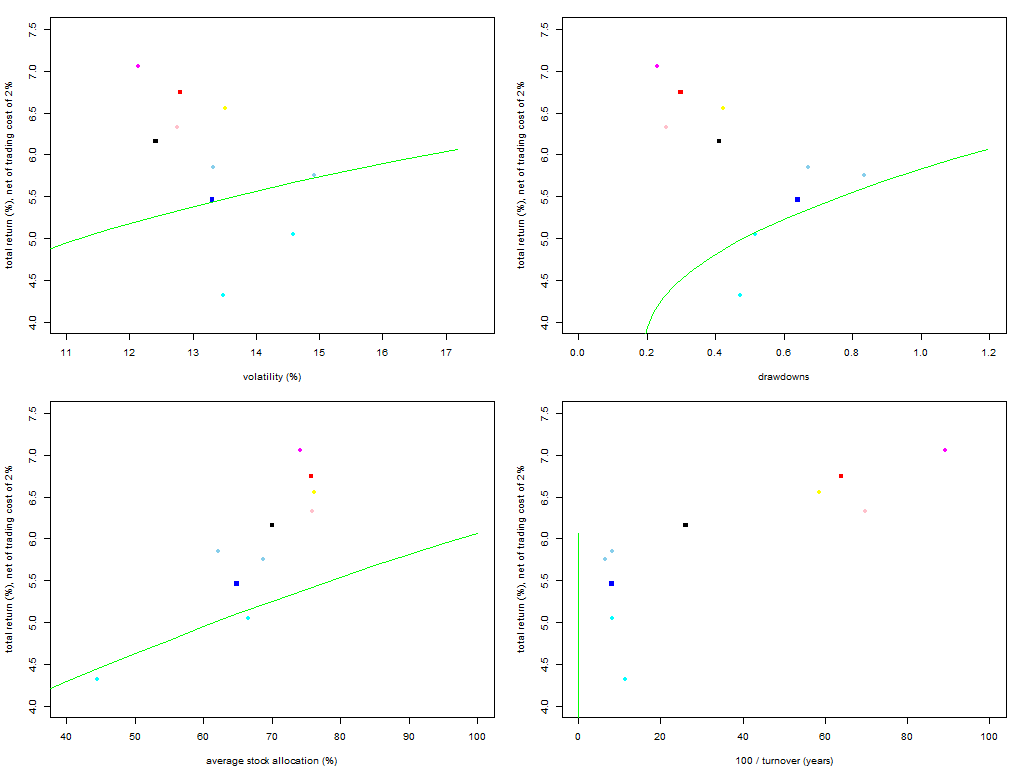 total return (%), net of trading cost of 2%
7.5
7.0
6.5
6.0
5.5
5.0
4.5
4.0
11 12 13 14 15 16 17
volatility (%)
total return (%), net of trading cost of 2%
7.5
7.0
6.5
6.0
5.5
5.0
4.5
4.0
0.0 0.2 0.4 0.6 0.8 1.0 1.2
drawdowns
total return (%), net of trading cost of 2%
7.5
7.0
6.5
6.0
5.5
5.0
4.5
4.0
40 50 60 70 80 90 100
average stock allocation (%)
total return (%), net of trading cost of 2%
7.5
7.0
6.5
6.0
5.5
5.0
4.5
4.0
0 20 40 60 80 100
100 / turnover (years)